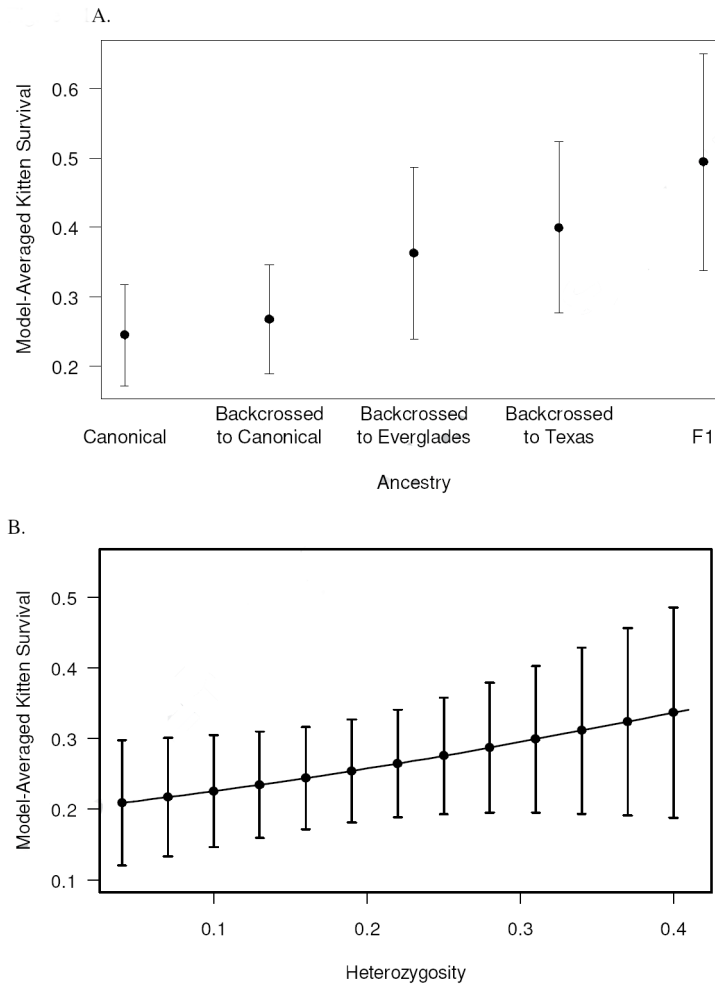 A.
Model-Averaged Kitten Survival
0.6
0.5
0.4
0.3
0.2
Canonical
Backcrossed
to Canonical
Backcrossed
to Everglades
Backcrossed
to Texas
F1
Ancestry
B.
Model-Averaged Kitten Survival
0.5
0.4
0.3
0.2
0.1
0.1 0.2 0.3 0.4
Heterozygosity